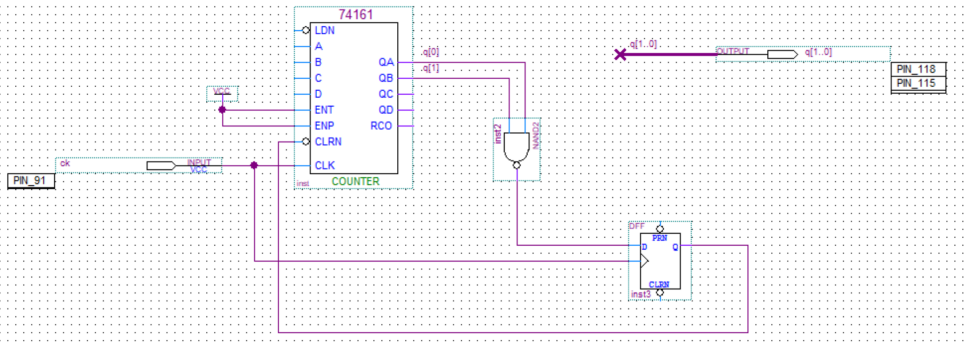 74161
LDN
A
B
C
D
ENT
ENP
CLRN
CLK
QA
QB
QC
QD
RCO
inst
COUNTER
.q[0]
.q[1]
VCC
ck
INPUT
VCC
PIN_91
inst2
NAND2
.q[1..0]
OUTPUT
q[1..0]
PIN_118
PIN_115
DFF
PRN
D
Q
CLRN
inst3